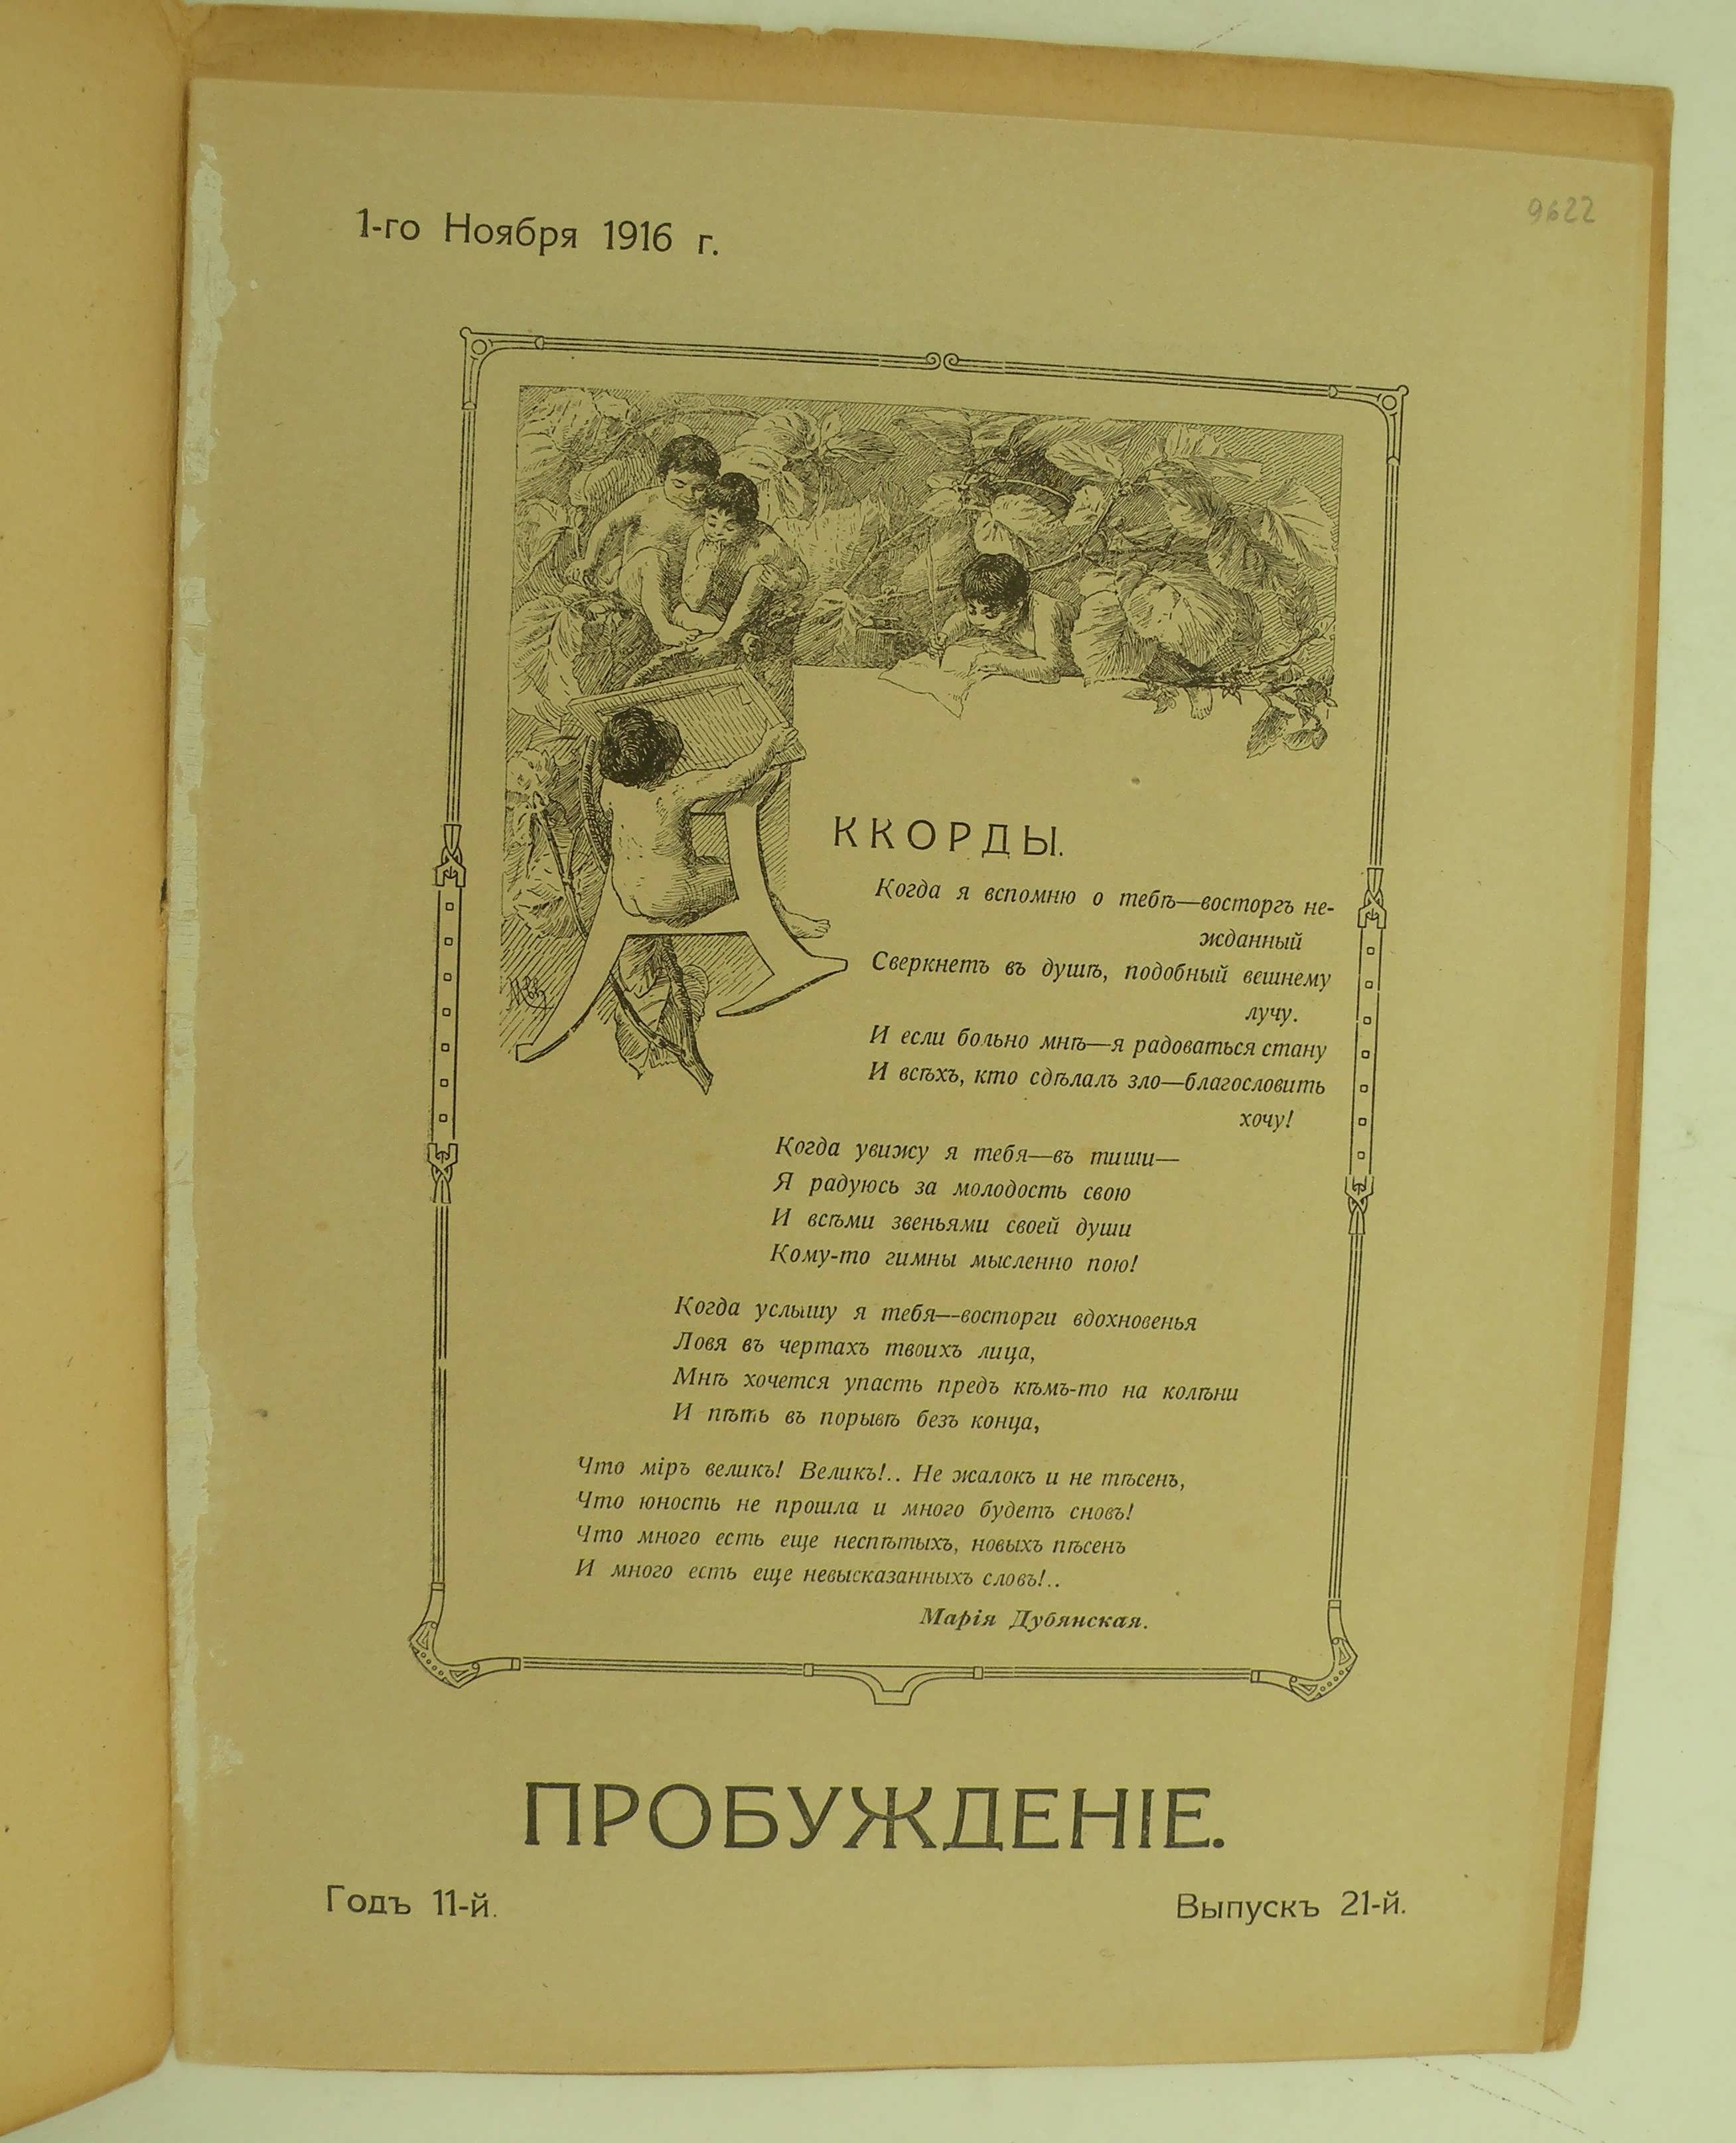 1-го Ноября 1916 г.
9622
АККОРДЫ.
Когда я вспомню о тебѣ—восторгъ не-
жданный
Сверкнетъ въ душѣ, подобный вешнему
лучу.
И если больно мнѣ—я радоваться стану
И всѣхъ, кто сдѣлалъ зло—благословить
хочу!
Когда увижу я тебя—въ тиши—
Я радуюсь за молодость свою
И всѣми звеньями своей души
Кому-то гимны мысленно пою!
Когда услышу я тебя—восторги вдохновенья
Ловя въ чертахъ твоихъ лица,
Мнѣ хочется упасть предъ кѣмъ-то на колѣни
И пѣть въ порывѣ безъ конца,
Что міръ великъ! Великъ!.. Не жалокъ и не тѣсенъ,
Что юность не прошла и много будетъ сновъ!
Что много есть еще неспѣтыхъ, новыхъ пѣсенъ
И много есть еще невысказанныхъ словъ!..
Марія Дубянская.
ПРОБУЖДЕНІЕ.
Годъ 11-й.
Выпускъ 21-й.